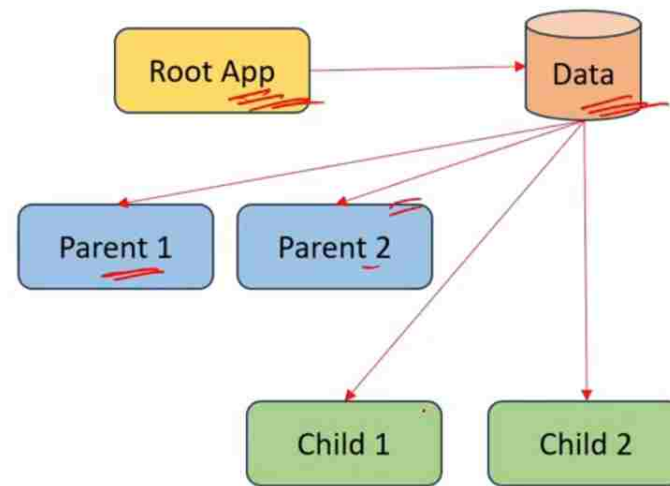 Root App
Data
Parent 1
Parent 2
Child 1
Child 2